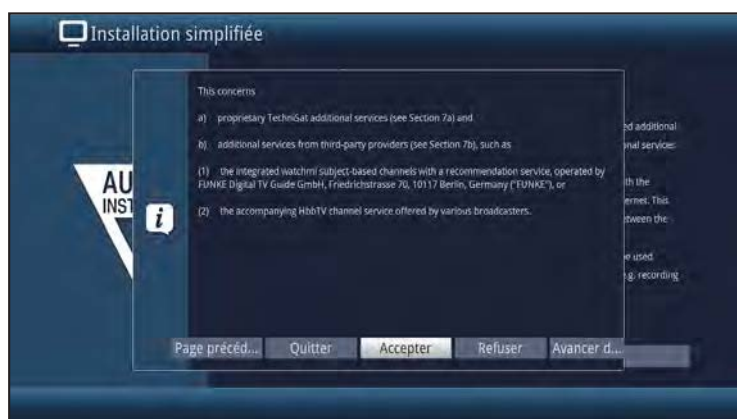 Installation simplifiée
This concerns
a) proprietary TechniSat additional services (see Section 7a) and
b) additional services from third-party providers (see Section 7b), such as
(1) the integrated watchmi subject-based channels with a recommendation service, operated by
FUNKE Digital TV Guide GmbH, Friedrichstrasse 70, 10117 Berlin, Germany ("FUNKE"), or
(2) the accompanying HbbTV channel service offered by various broadcasters.
AU
INST
i
ed additional
nal services:
th the
ernet. This
etween the
e used
e.g. recording
Page précéd...
Quitter
Accepter
Refuser
Avancer d...